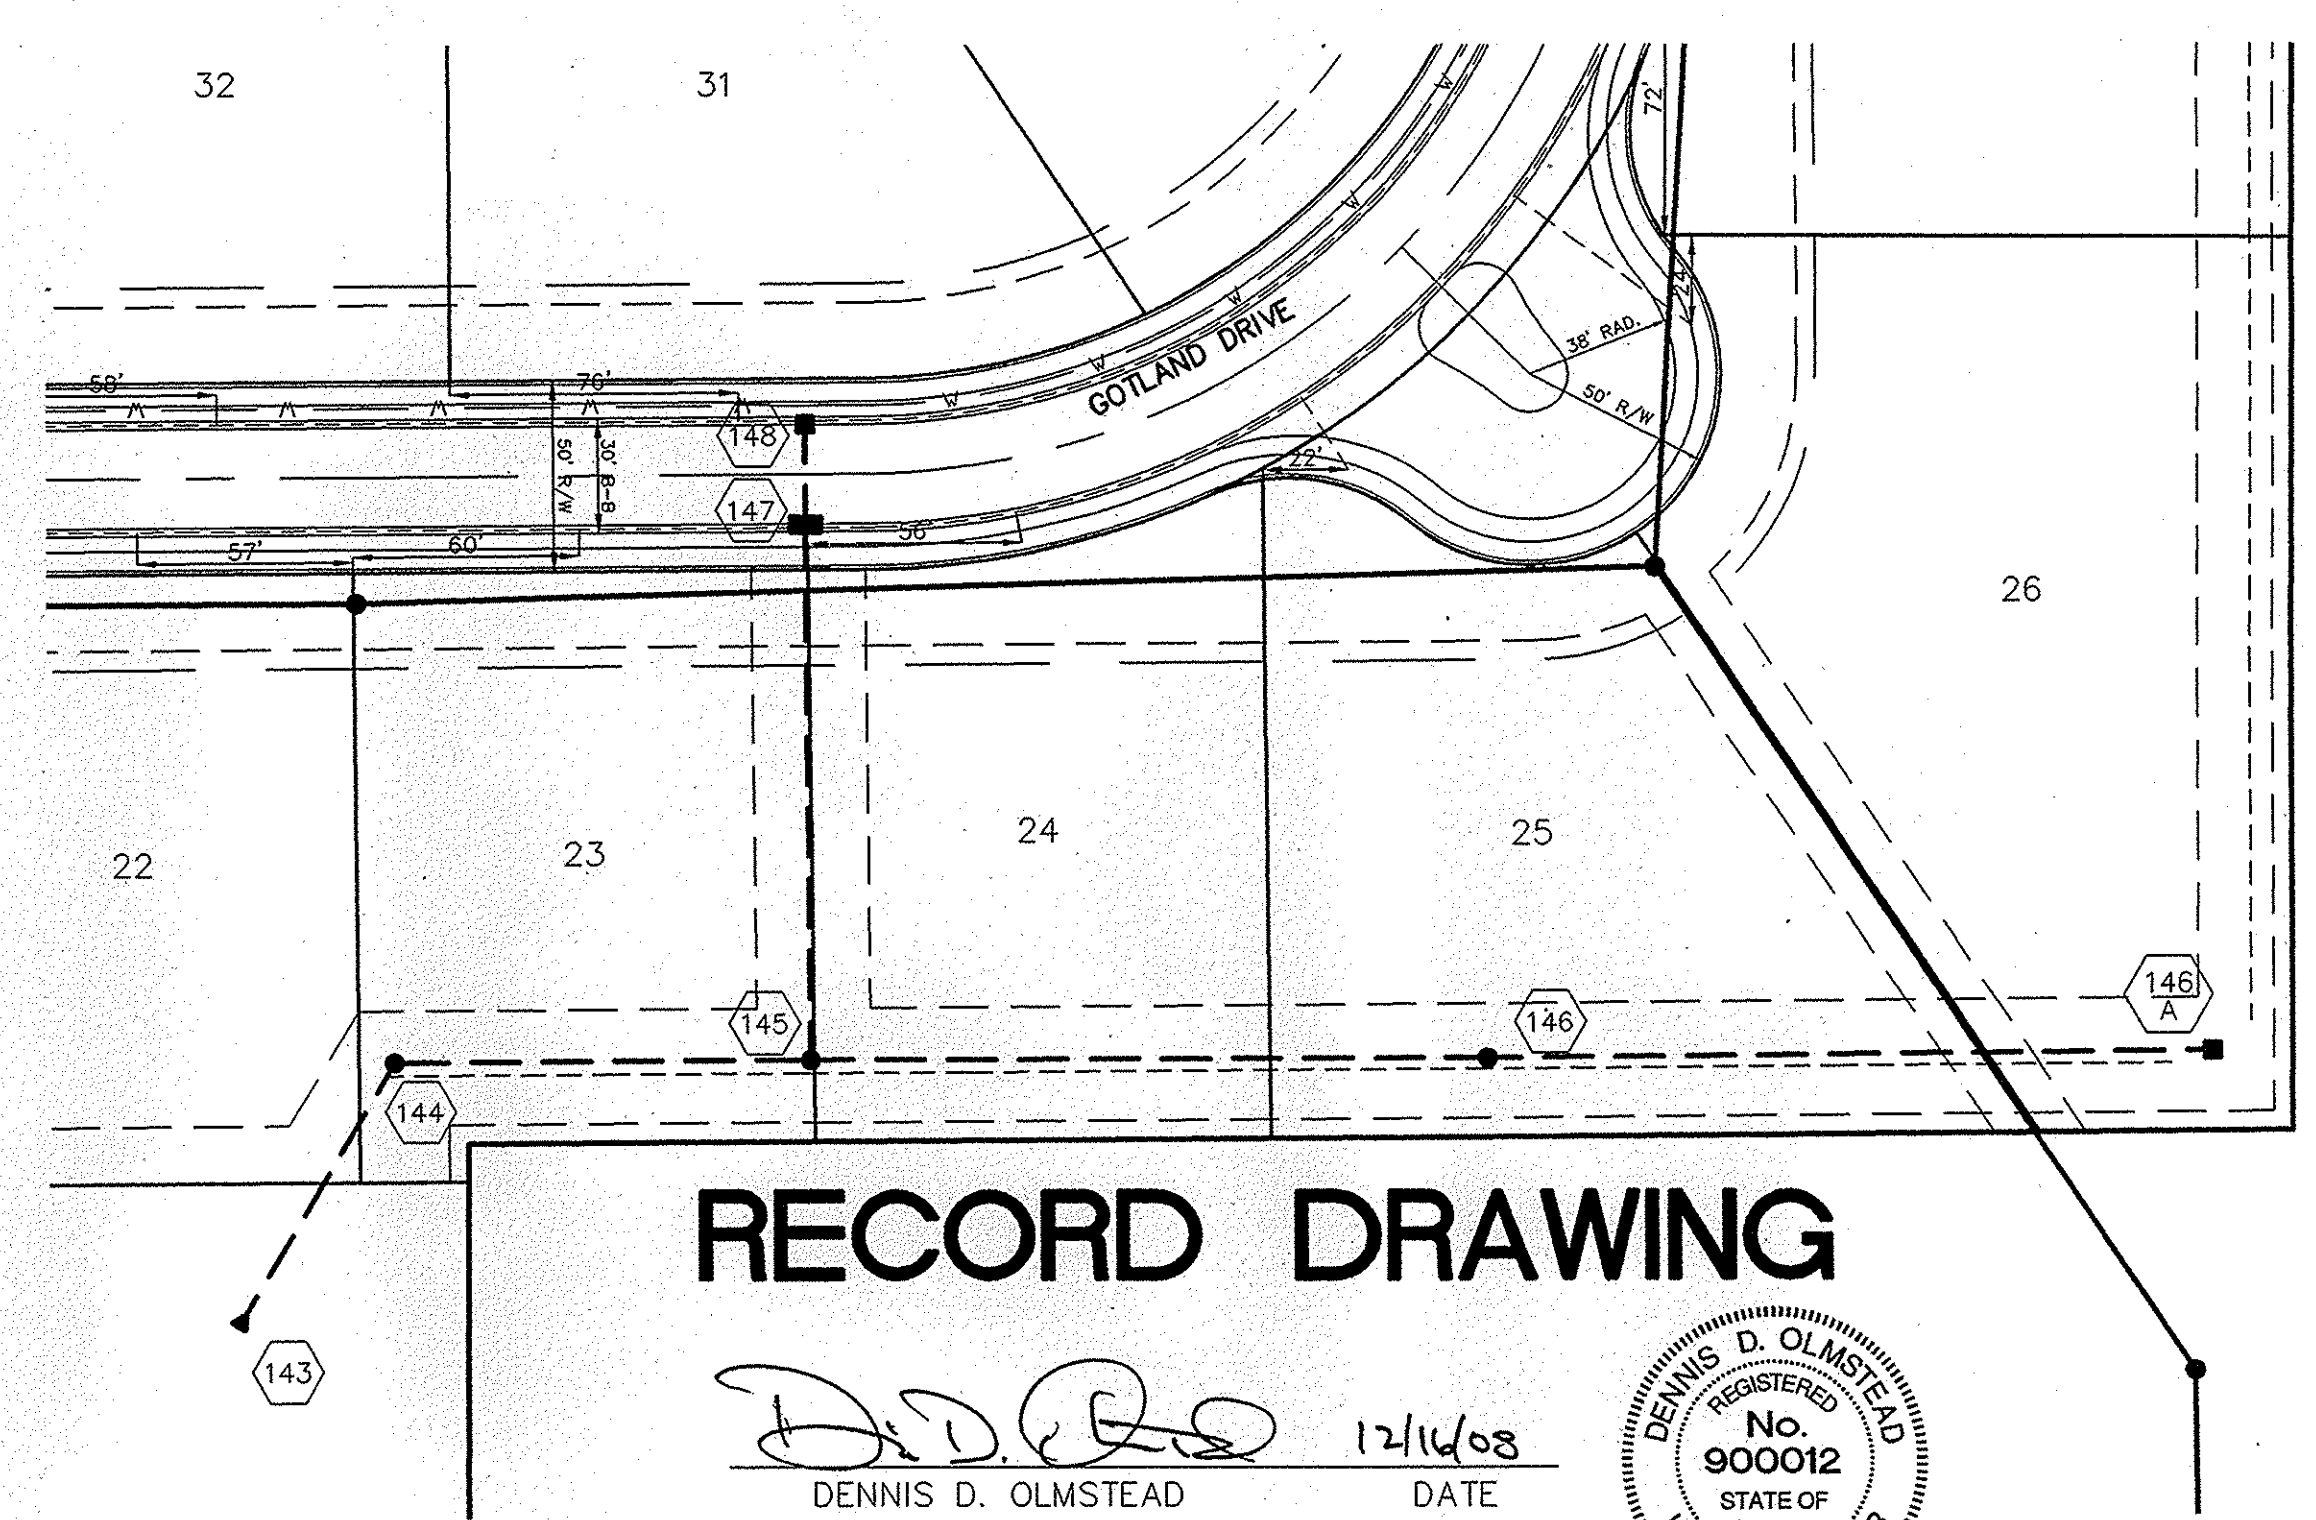 32
31
72'
24'
38' RAD.
50' R/W
GOTLAND DRIVE
58'
76'
W W W W W
W W W W W
148
50' R/W
30' B-B
147
56'
22'
57'
60'
26
22
23
24
25
145
146
146
A
144
143
RECORD DRAWING
12/16/08
DENNIS D. OLMSTEAD
DATE
DENNIS D. OLMSTEAD
REGISTERED
No.
900012
STATE OF